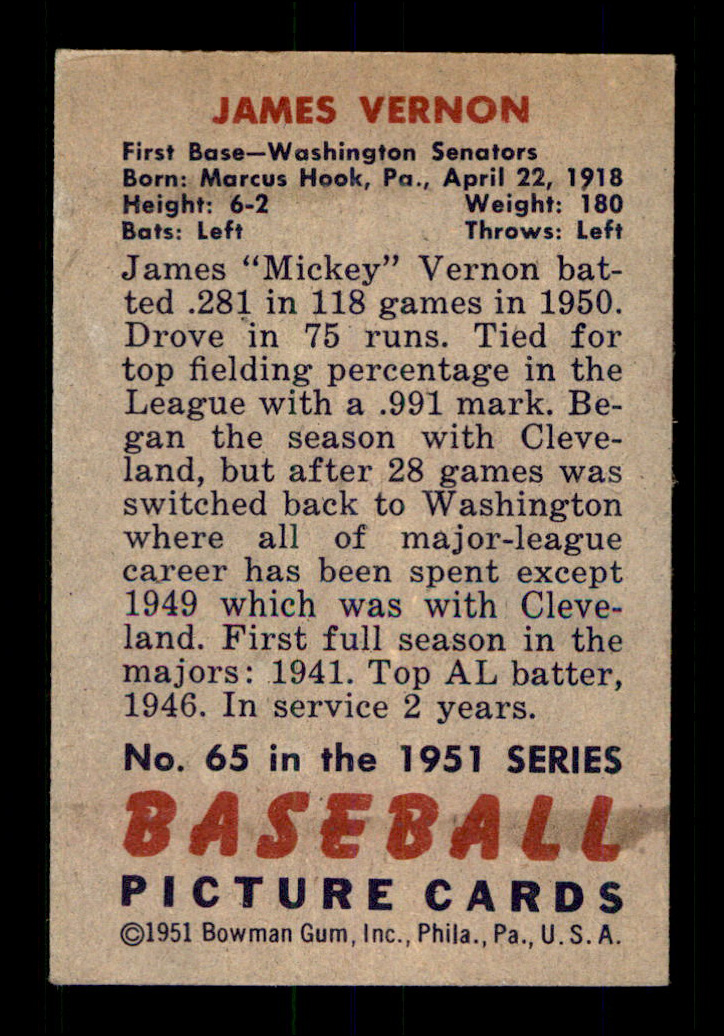 JAMES VERNON
First Base—Washington Senators
Born: Marcus Hook, Pa., April 22, 1918
Height: 6-2 Weight: 180
Bats: Left Throws: Left
James “Mickey” Vernon bat-
ted .281 in 118 games in 1950.
Drove in 75 runs. Tied for
top fielding percentage in the
League with a .991 mark. Be-
gan the season with Cleve-
land, but after 28 games was
switched back to Washington
where all of major-league
career has been spent except
1949 which was with Cleve-
land. First full season in the
majors: 1941. Top AL batter,
1946. In service 2 years.
No. 65 in the 1951 SERIES
BASEBALL
PICTURE CARDS
©1951 Bowman Gum, Inc., Phila., Pa., U. S. A.